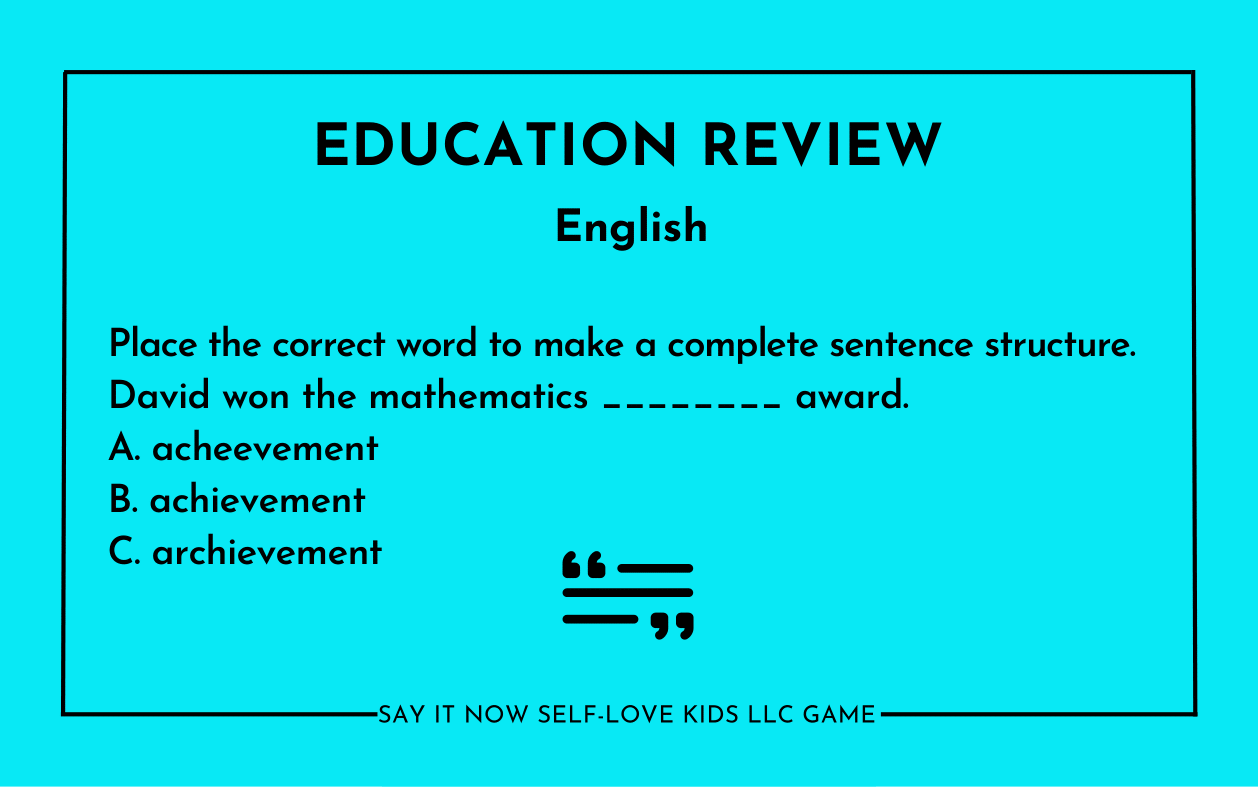 EDUCATION REVIEW
English
Place the correct word to make a complete sentence structure.
David won the mathematics ________ award.
A. acheevement
B. achievement
C. archievement
SAY IT NOW SELF-LOVE KIDS LLC GAME